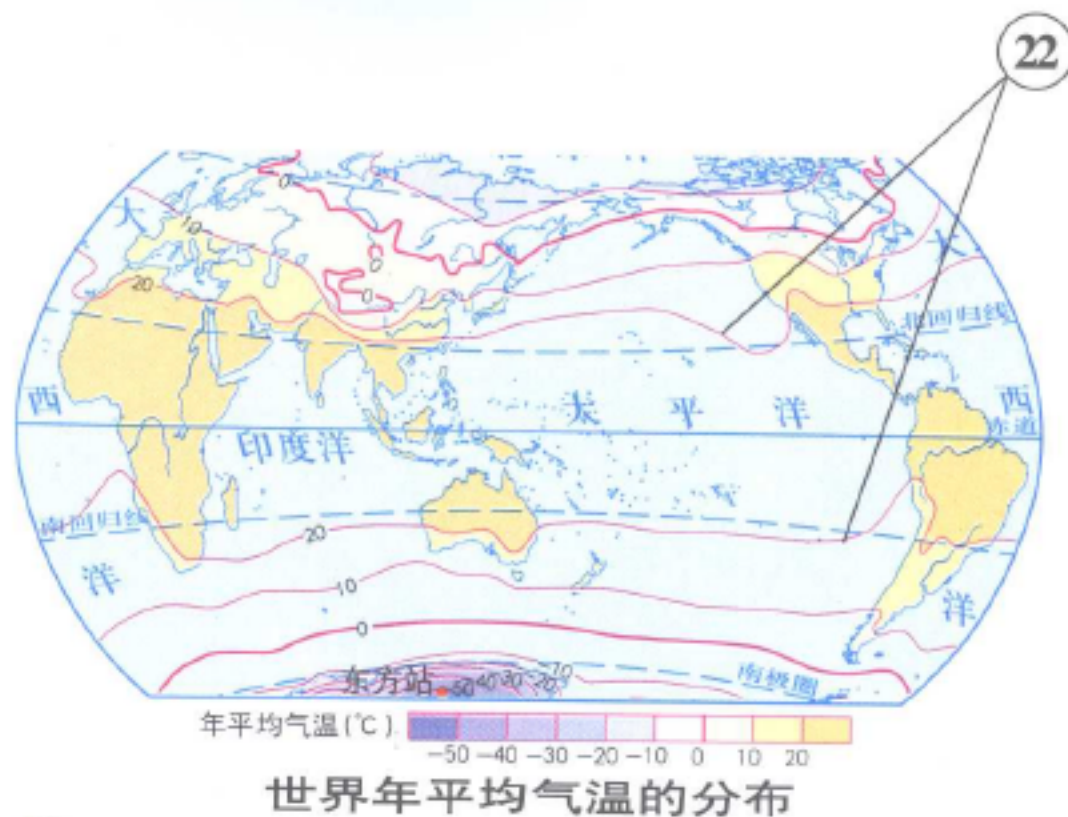 22
大
0
10
0
大
20
0
北回归线
西
太平洋
西
赤道
印度洋
南回归线
20
洋
10
洋
0
东方站
-50
-40
-30
-20
-10
南极圈
年平均气温(℃)
-50 -40 -30 -20 -10 0 10 20
世界年平均气温的分布